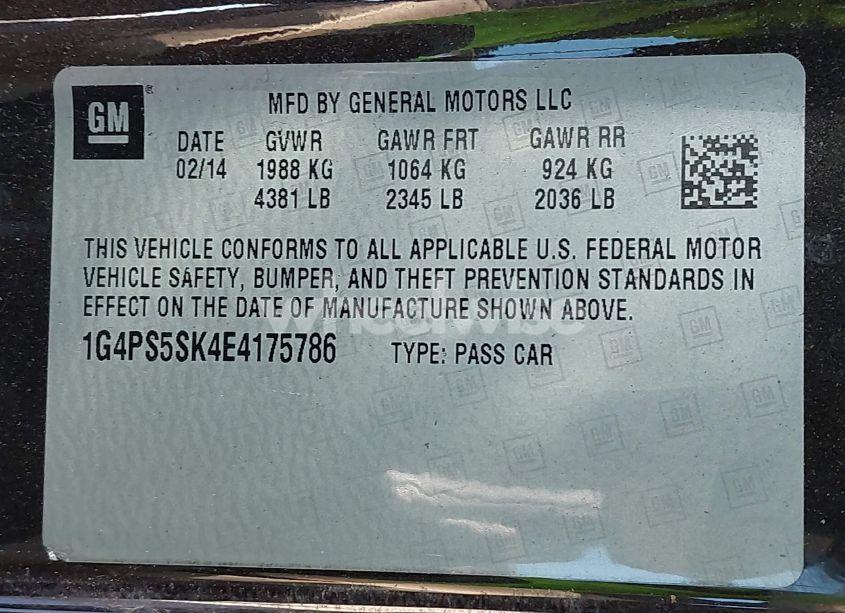 GM ®
MFD BY GENERAL MOTORS LLC
DATE GVWR GAWR FRT GAWR RR
02/14 1988 KG 1064 KG 924 KG
4381 LB 2345 LB 2036 LB
THIS VEHICLE CONFORMS TO ALL APPLICABLE U.S. FEDERAL MOTOR
VEHICLE SAFETY, BUMPER, AND THEFT PREVENTION STANDARDS IN
EFFECT ON THE DATE OF MANUFACTURE SHOWN ABOVE.
wheelwise
1G4PS5SK4E4175786 TYPE: PASS CAR